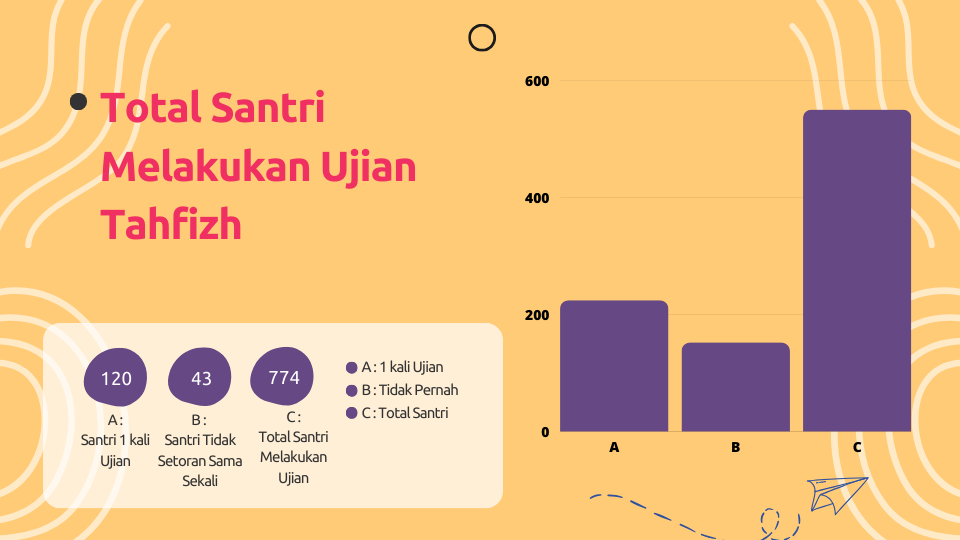 Total Santri
Melakukan Ujian
Tahfizh
120
A :
Santri 1 kali
Ujian
43
B :
Santri Tidak
Setoran Sama
Sekali
774
C :
Total Santri
Melakukan
Ujian
A : 1 kali Ujian
B : Tidak Pernah
C : Total Santri
600
400
200
0
A
B
C